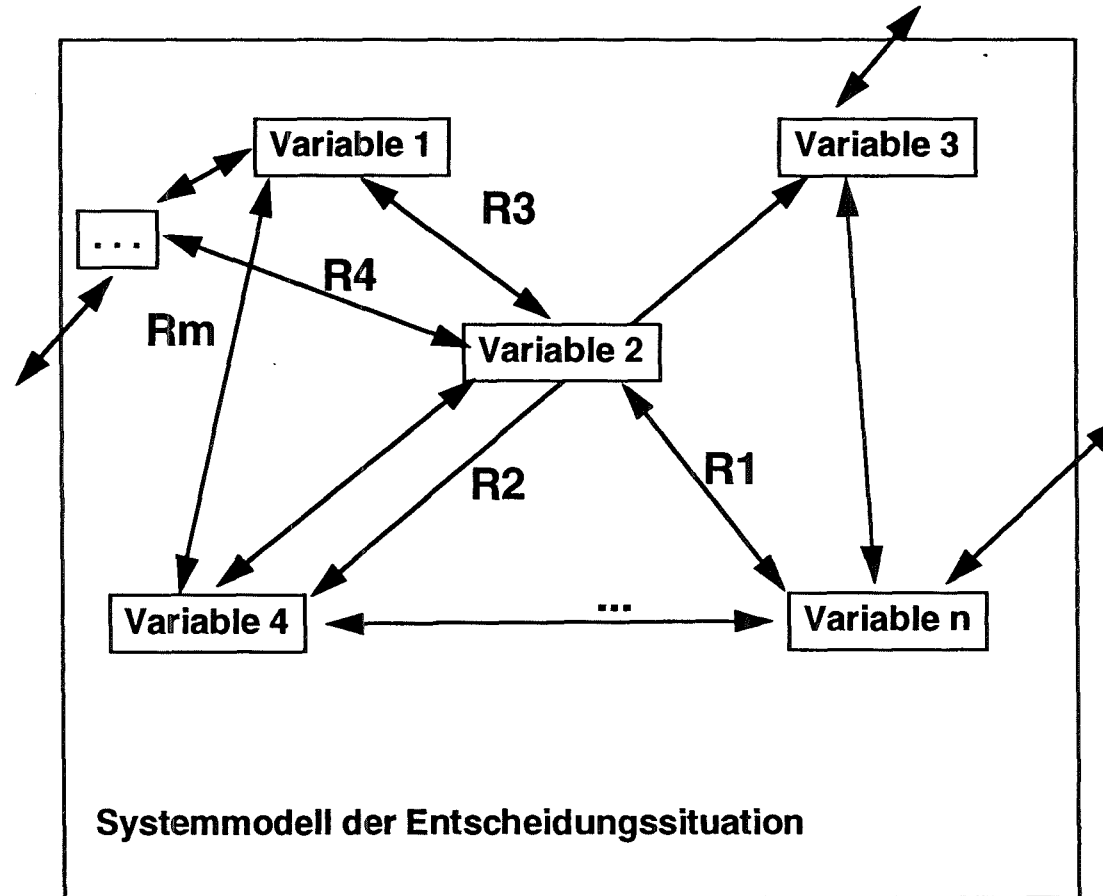 Variable 1
Variable 3
R3
. . .
R4
Rm
Variable 2
R2
R1
...
Variable 4
Variable n
Systemmodell der Entscheidungssituation